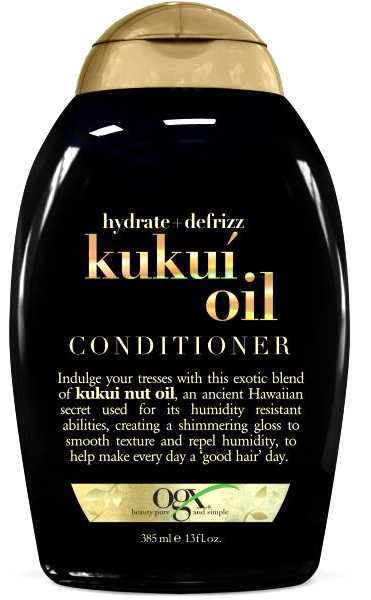 hydrate+defrizz
kukuí
oil
CONDITIONER
Indulge your tresses with this exotic blend
of kukui nut oil, an ancient Hawaiian
secret used for its humidity resistant
abilities, creating a shimmering gloss to
smooth texture and repel humidity, to
help make every day a ‘good hair’ day.
ogx
beauty pure and simple
385 ml e 13fl.oz.